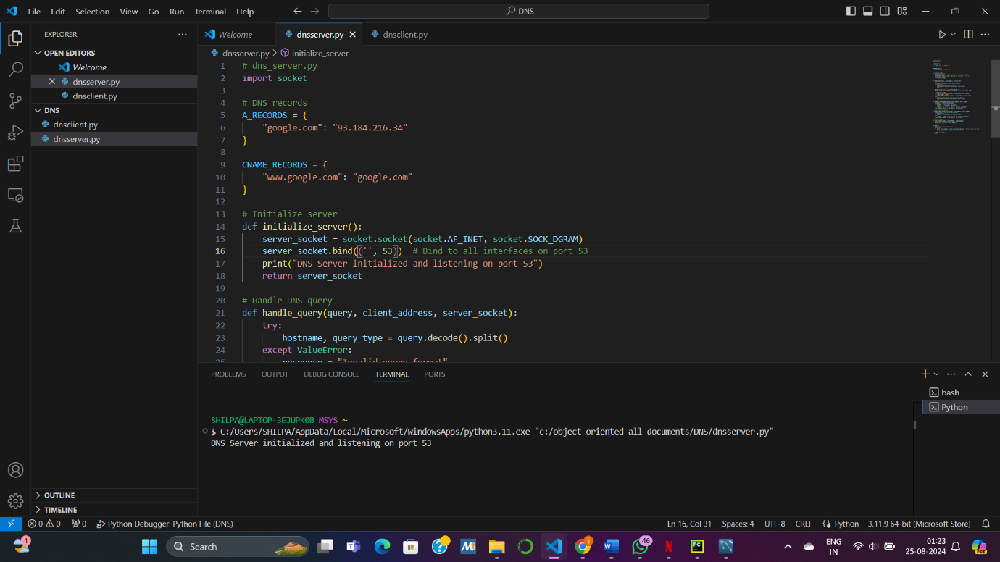 File Edit Selection View Go Run Terminal Help
DNS
EXPLORER
OPEN EDITORS
Welcome
dnsserver.py
dnsclient.py
DNS
dnsclient.py
dnsserver.py
OUTLINE
TIMELINE
Welcome dnsserver.py dnsclient.py
dnsserver.py > initialize_server
1 # dns_server.py
2 import socket
3
4 # DNS records
5 A_RECORDS = {
6 "google.com": "93.184.216.34"
7 }
8
9 CNAME_RECORDS = {
10 "www.google.com": "google.com"
11 }
12
13 # Initialize server
14 def initialize_server():
15 server_socket = socket.socket(socket.AF_INET, socket.SOCK_DGRAM)
16 server_socket.bind(('', 53)) # Bind to all interfaces on port 53
17 print("DNS Server initialized and listening on port 53")
18 return server_socket
19
20 # Handle DNS query
21 def handle_query(query, client_address, server_socket):
22 try:
23 hostname, query_type = query.decode().split()
24 except ValueError:
25 response = "Invalid query format"
PROBLEMS OUTPUT DEBUG CONSOLE TERMINAL PORTS
bash
Python
SHILPA@LAPTOP-3EJUPK0B MSYS ~
$ C:/Users/SHILPA/AppData/Local/Microsoft/WindowsApps/python3.11.exe "c:/object oriented all documents/DNS/dnsserver.py"
DNS Server initialized and listening on port 53
0 0 0 Python Debugger: Python File (DNS) Ln 16, Col 31 Spaces: 4 UTF-8 CRLF Python 3.11.9 64-bit (Microsoft Store)
1 Search 1 46 ENG IN 01:23 25-08-2024 PRE